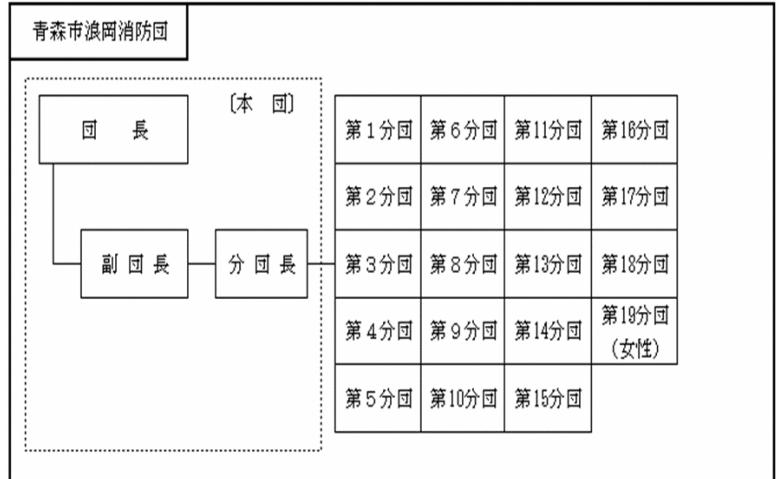 青森市浪岡消防団
〔本　団〕
団　長
副 団 長
分 団 長
第１分団 第６分団 第11分団 第16分団
第２分団 第７分団 第12分団 第17分団
第３分団 第８分団 第13分団 第18分団
第４分団 第９分団 第14分団 第19分団
（女性）
第５分団 第10分団 第15分団